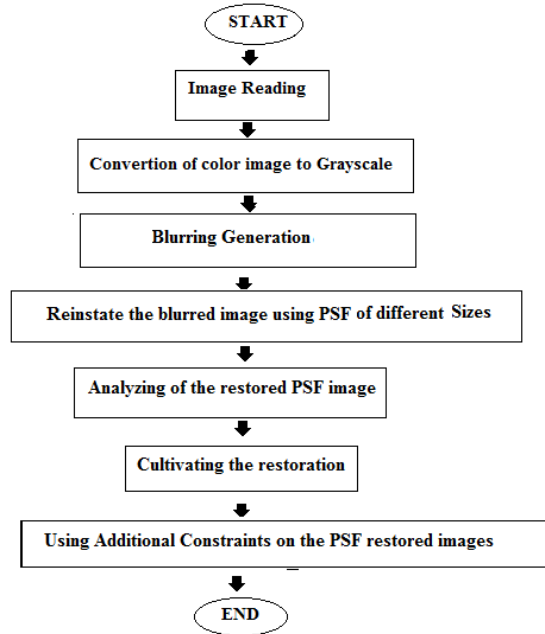 START
Image Reading
Convertion of color image to Grayscale
Blurring Generation
Reinstate the blurred image using PSF of different Sizes
Analyzing of the restored PSF image
Cultivating the restoration
Using Additional Constraints on the PSF restored images
END